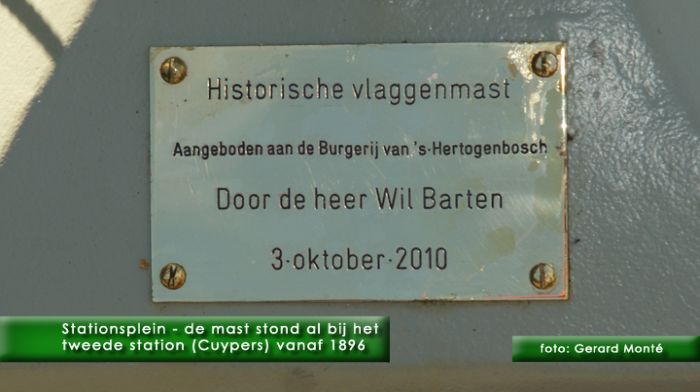 Historische vlaggenmast
Aangeboden aan de Burgerij van 's-Hertogenbosch
Door de heer Wil Barten
3·oktober·2010
Stationsplein - de mast stond al bij het
tweede station (Cuypers) vanaf 1896
foto: Gerard Monté